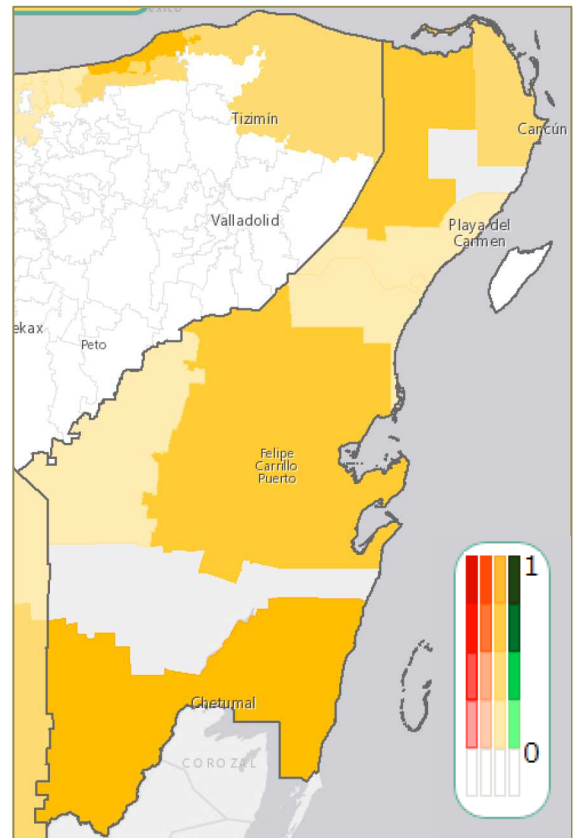 Tizimín
Cancún
Valladolid
Playa del
Carmen
ekax
Peto
Felipe
Carrillo
Puerto
1
0
Chetumal
COROZAL